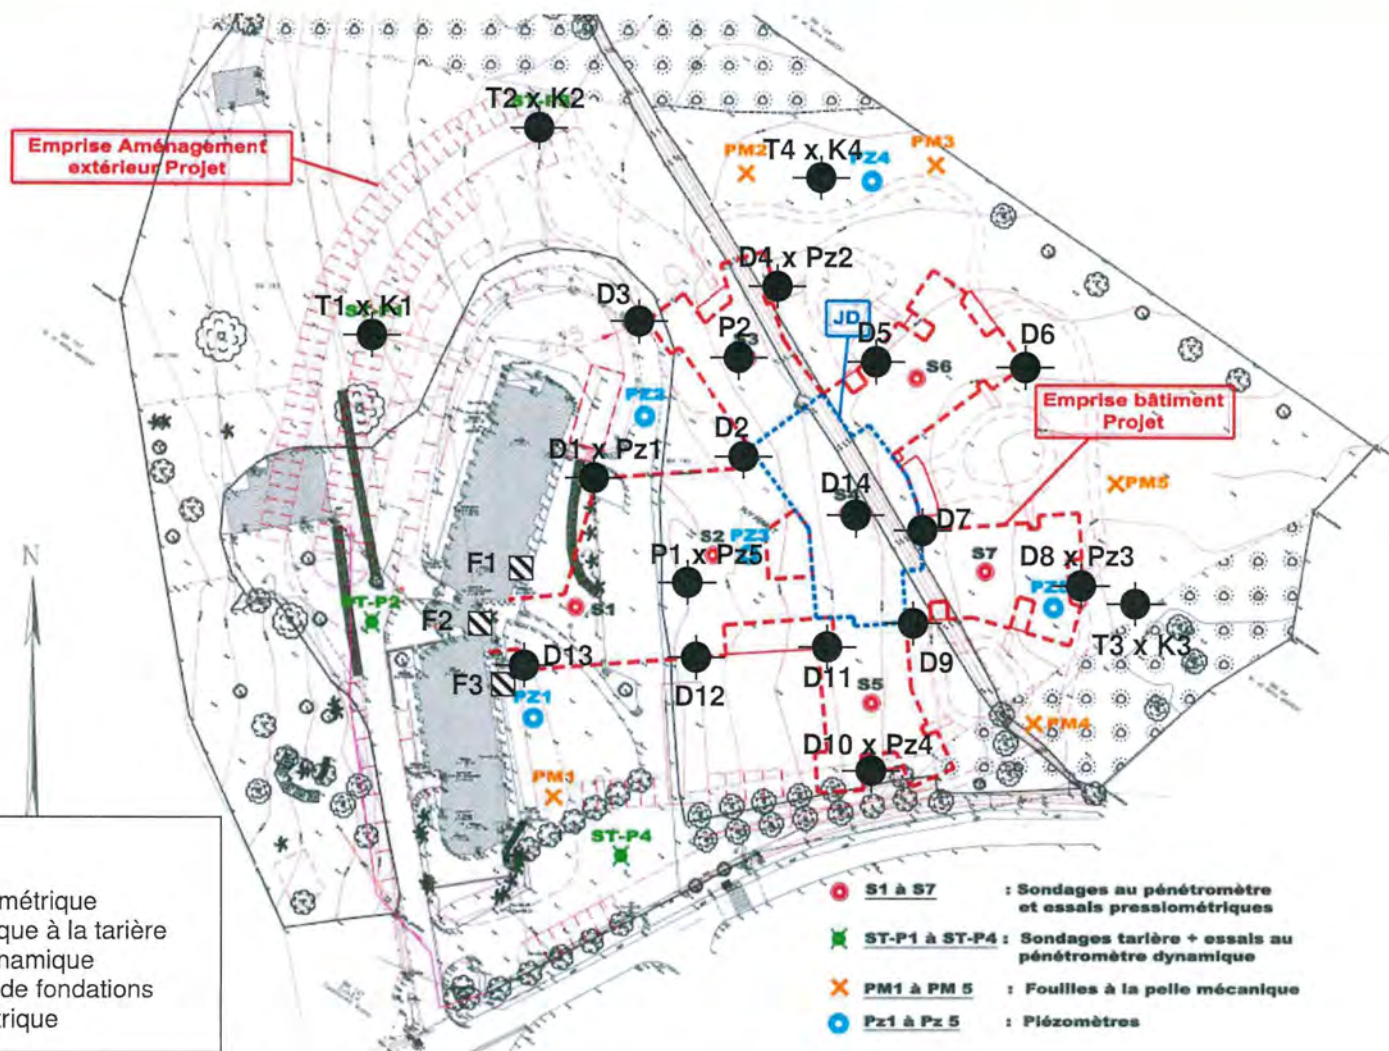 T2 x K2
Emprise Aménagement
extérieur Projet
PM2
T4 x K4
PZ4
PM3
D4 x Pz2
T1 x K1
D3
P2
JD
D5
S6
D6
Emprise bâtiment
Projet
PZ2
D2
D1 x Pz1
D14
PM5
D7
S2
PZ3
S7
D8 x Pz3
F1
P1 x Pz5
ST-P2
F2
S1
T3 x K3
D13
F3
D12
D11
D9
PZ1
S5
PM4
D10 x Pz4
PM1
ST-P4
N
métrique
que à la tarière
namique
de fondations
trique
S1 à S7 : Sondages au pénétromètre
et essais pressiométriques
ST-P1 à ST-P4 : Sondages tarière + essais au
pénétromètre dynamique
PM1 à PM 5 : Fouilles à la pelle mécanique
Pz1 à Pz 5 : Piézomètres